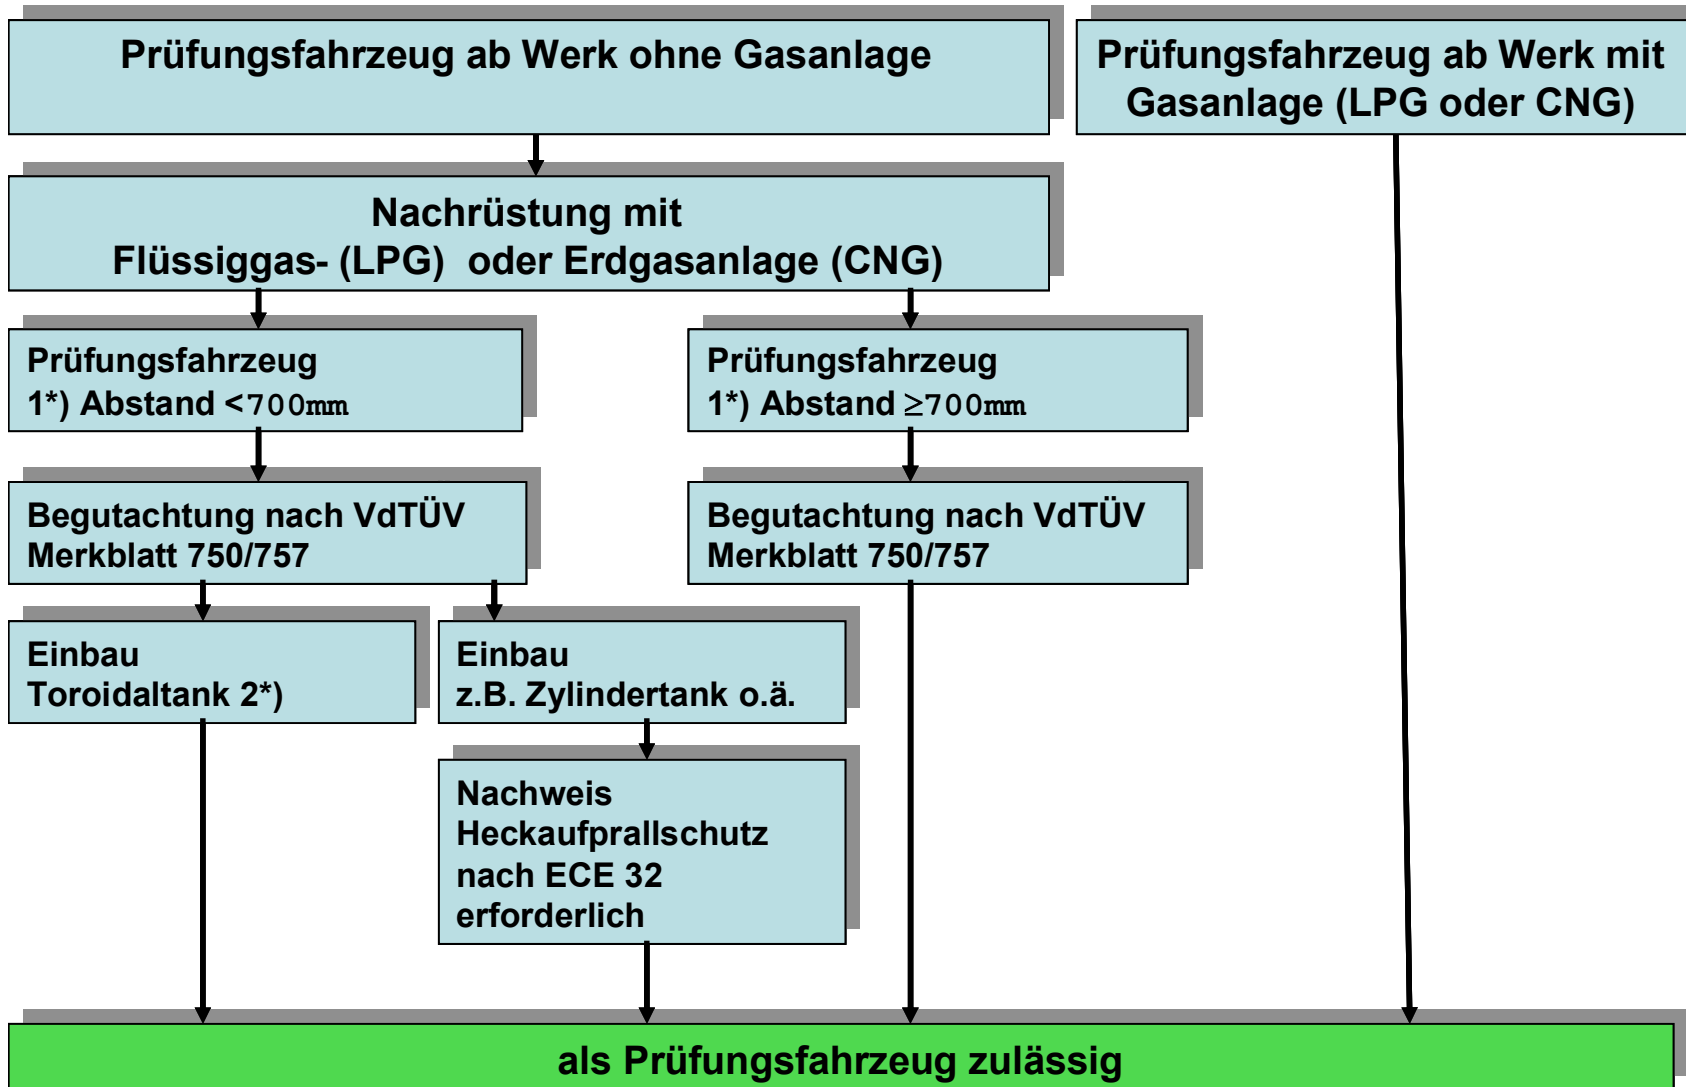 Prüfungsfahrzeug ab Werk ohne Gasanlage
Prüfungsfahrzeug ab Werk mit
Gasanlage (LPG oder CNG)
Nachrüstung mit
Flüssiggas- (LPG) oder Erdgasanlage (CNG)
Prüfungsfahrzeug
1*) Abstand <700mm
Prüfungsfahrzeug
1*) Abstand ≥700mm
Begutachtung nach VdTÜV
Merkblatt 750/757
Begutachtung nach VdTÜV
Merkblatt 750/757
Einbau
Toroidaltank 2*)
Einbau
z.B. Zylindertank o.ä.
Nachweis
Heckaufprallschutz
nach ECE 32
erforderlich
als Prüfungsfahrzeug zulässig